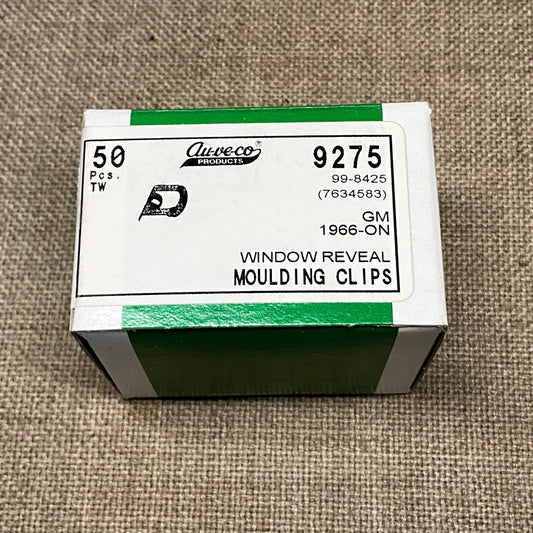 50
Pcs.
TW
Au-ve-co®
PRODUCTS
9275
99-8425
(7634583)
GM
1966-ON
WINDOW REVEAL
MOULDING CLIPS